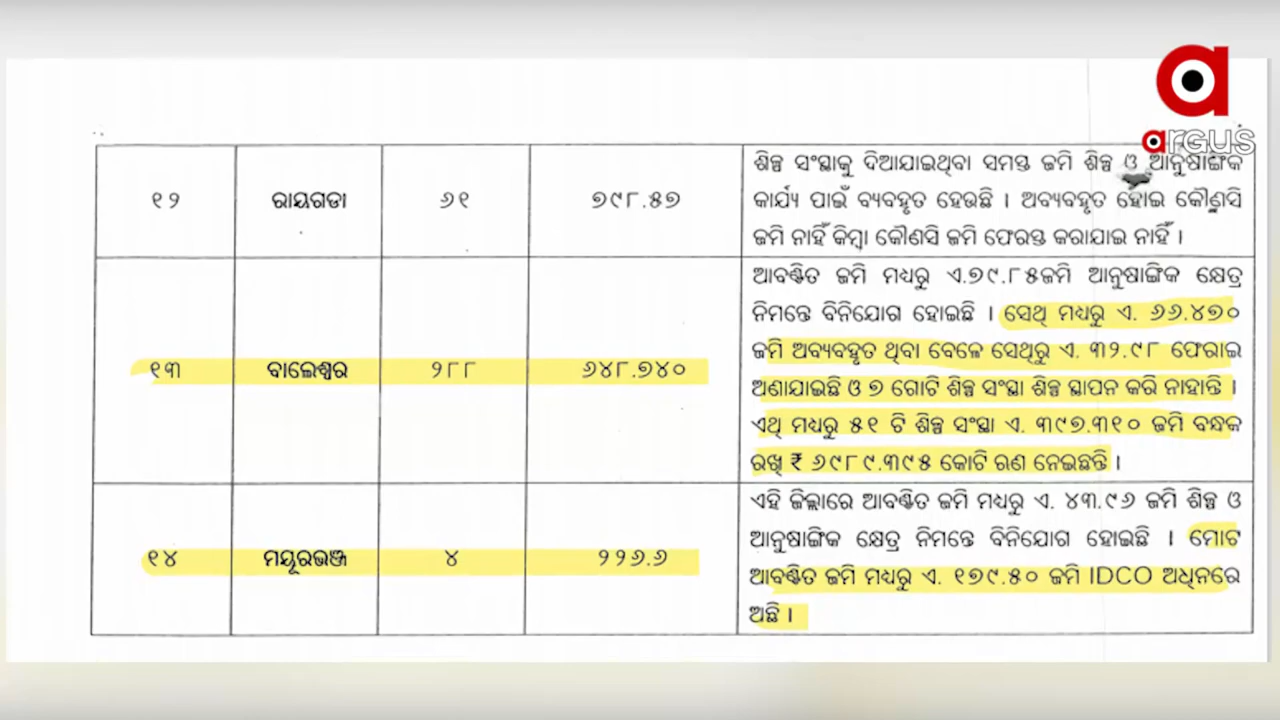 argus
୧୨ ରାୟଗଡା ୬୧ ୭୯୮.୫୭
ଶିଳ୍ପ ସଂସ୍ଥାକୁ ଦିଆଯାଇଥିବା ସମସ୍ତ ଜମି ଶିଳ୍ପ ଓ ଆନୁଷାଙ୍ଗିକ
କାର୍ଯ୍ୟ ପାଇଁ ବ୍ୟବହୃତ ହେଉଛି । ଅବ୍ୟବହୃତ ହୋଇ କୌଣସି
ଜମି ନାହିଁ କିମ୍ବା କୌଣସି ଜମି ଫେରସ୍ତ କରାଯାଇ ନାହିଁ ।
୧୩ ବାଲେଶ୍ୱର ୨୮୮ ୬୪୮.୭୪୦
ଆବଣ୍ଟିତ ଜମି ମଧ୍ୟରୁ ଏ.୭୯.୮୫ଜମି ଆନୁଷାଙ୍ଗିକ କ୍ଷେତ୍ର
ନିମନ୍ତେ ବିନିଯୋଗ ହୋଇଛି । ସେଥି ମଧ୍ୟରୁ ଏ. ୬୬.୪୭୦
ଜମି ଅବ୍ୟବହୃତ ଥିବା ବେଳେ ସେଥିରୁ ଏ. ୩୨.୯୮ ଫେରାଇ
ଅଣାଯାଇଛି ଓ ୭ ଗୋଟି ଶିଳ୍ପ ସଂସ୍ଥା ଶିଳ୍ପ ସ୍ଥାପନ କରି ନାହାନ୍ତି ।
ଏଥି ମଧ୍ୟରୁ ୫୧ ଟି ଶିଳ୍ପ ସଂସ୍ଥା ଏ. ୩୯୭.୩୧୦ ଜମି ବନ୍ଧକ
ରଖି ₹ ୬୯୮୯.୩୯୫ କୋଟି ଋଣ ନେଇଛନ୍ତି ।
୧୪ ମୟୂରଭଞ୍ଜ ୪ ୨୨୬.୬
ଏହି ଜିଲ୍ଲାରେ ଆବଣ୍ଟିତ ଜମି ମଧ୍ୟରୁ ଏ. ୪୩.୯୬ ଜମି ଶିଳ୍ପ ଓ
ଆନୁଷାଙ୍ଗିକ କ୍ଷେତ୍ର ନିମନ୍ତେ ବିନିଯୋଗ ହୋଇଛି । ମୋଟ
ଆବଣ୍ଟିତ ଜମି ମଧ୍ୟରୁ ଏ. ୧୭୯.୫୦ ଜମି IDCO ଅଧିନରେ
ଅଛି ।